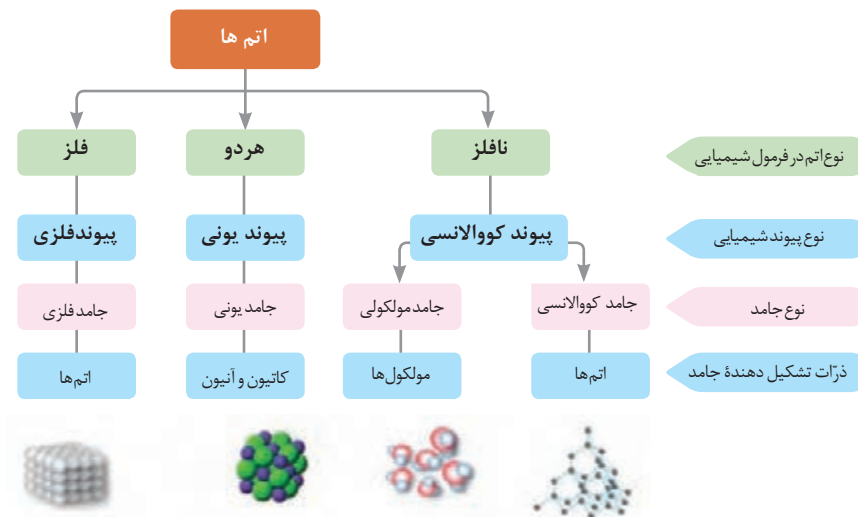 اتم ها
نوع اتم در فرمول شیمیایی
نافلز
هردو
فلز
نوع پیوند شیمیایی
پیوند کووالانسی
پیوند یونی
پیوندفلزی
نوع جامد
جامد کووالانسی
جامد مولکولی
جامد یونی
جامد فلزی
ذرّات تشکیل دهندۀ جامد
اتم‌ها
مولکول‌ها
کاتیون و آنیون
اتم‌ها